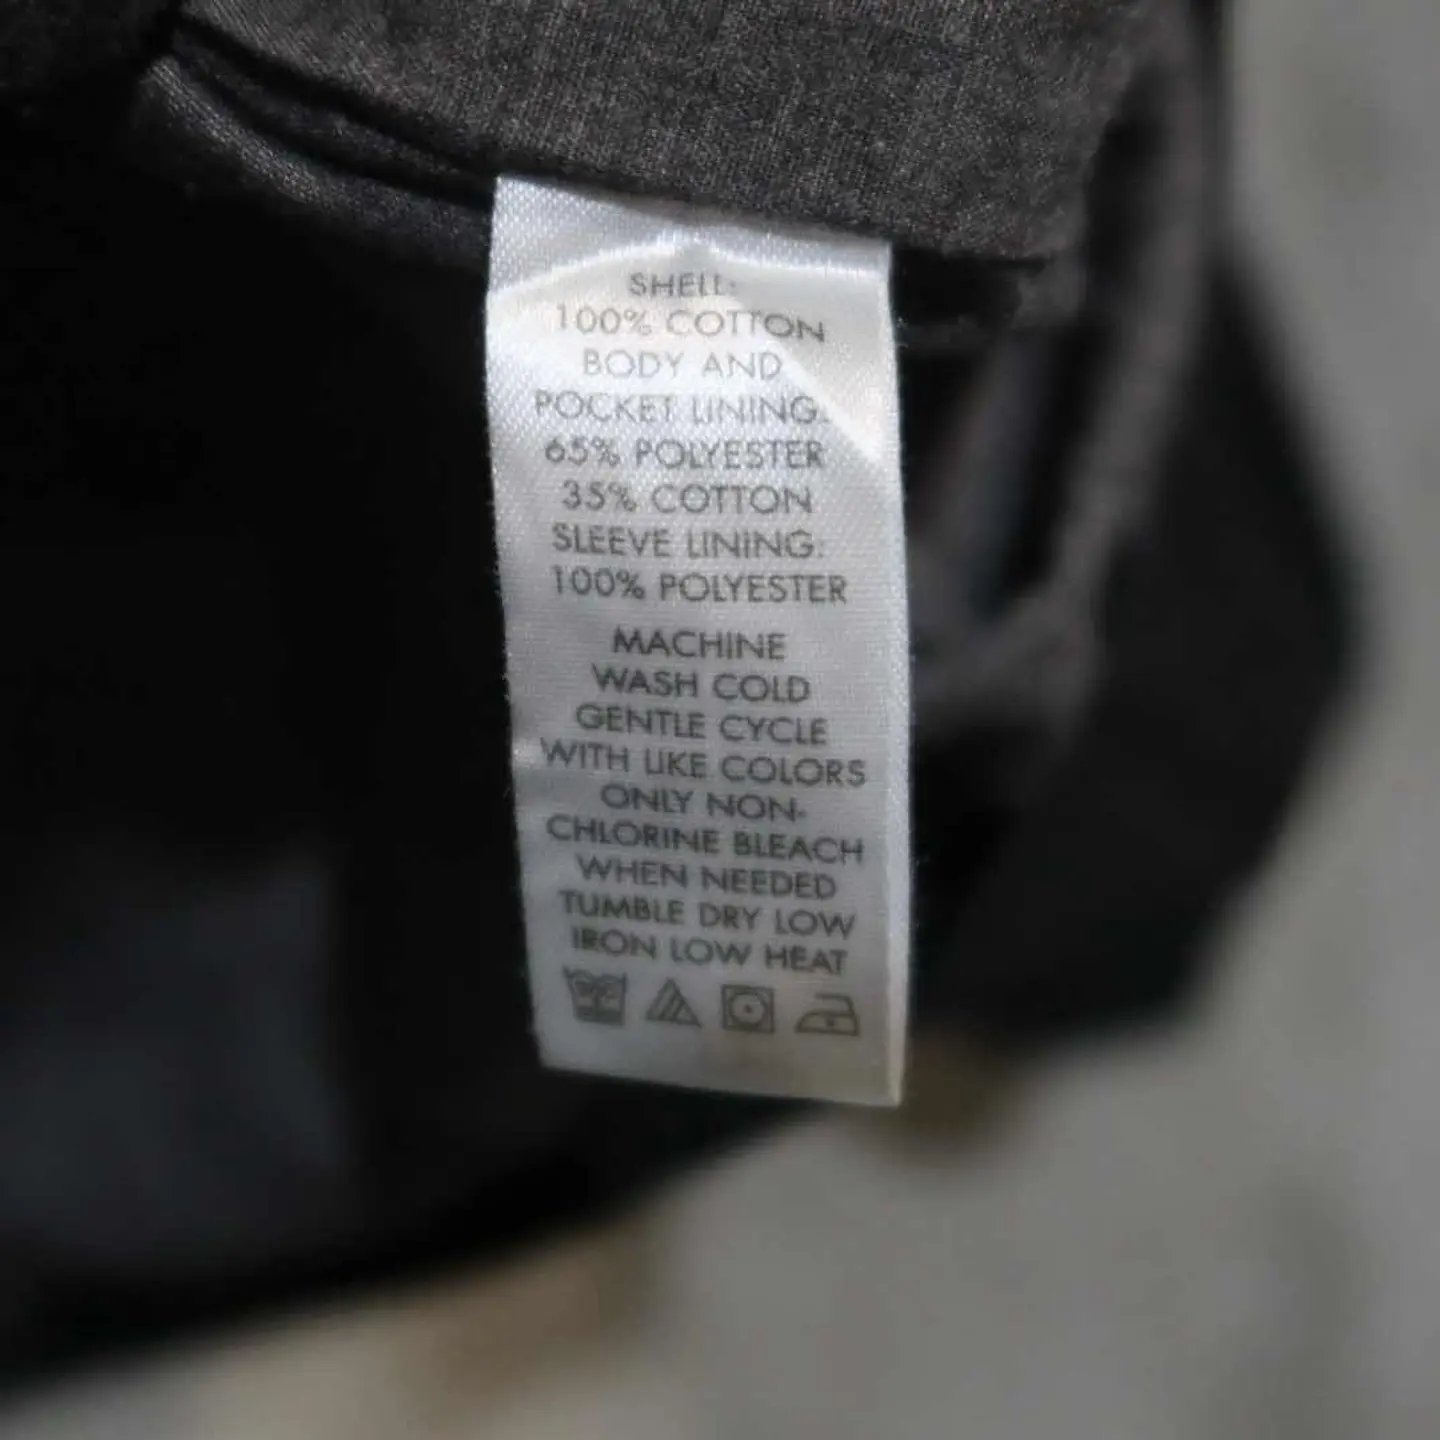 SHELL:
100% COTTON
BODY AND
POCKET LINING:
65% POLYESTER
35% COTTON
SLEEVE LINING:
100% POLYESTER
MACHINE
WASH COLD
GENTLE CYCLE
WITH LIKE COLORS
ONLY NON-
CHLORINE BLEACH
WHEN NEEDED
TUMBLE DRY LOW
IRON LOW HEAT